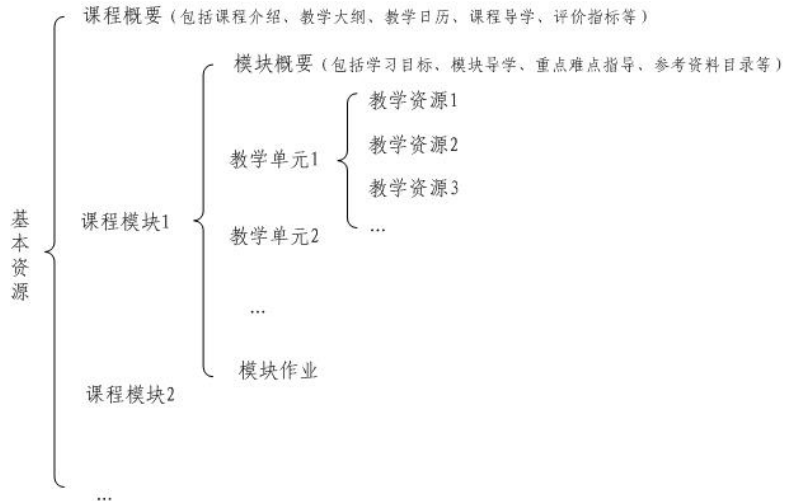 课程概要（包括课程介绍、教学大纲、教学日历、课程导学、评价指标等）
模块概要（包括学习目标、模块导学、重点难点指导、参考资料目录等）
教学资源1
教学单元1
教学资源2
教学资源3
基本资源
课程模块1
教学单元2
...
...
模块作业
课程模块2
...